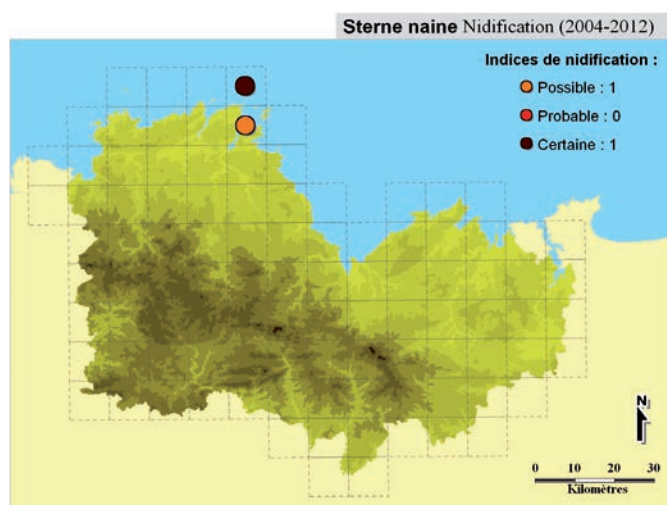 Sterne naine Nidification (2004-2012)
Indices de nidification :
Possible : 1
Probable : 0
Certaine : 1
N
0 10 20 30
Kilomètres